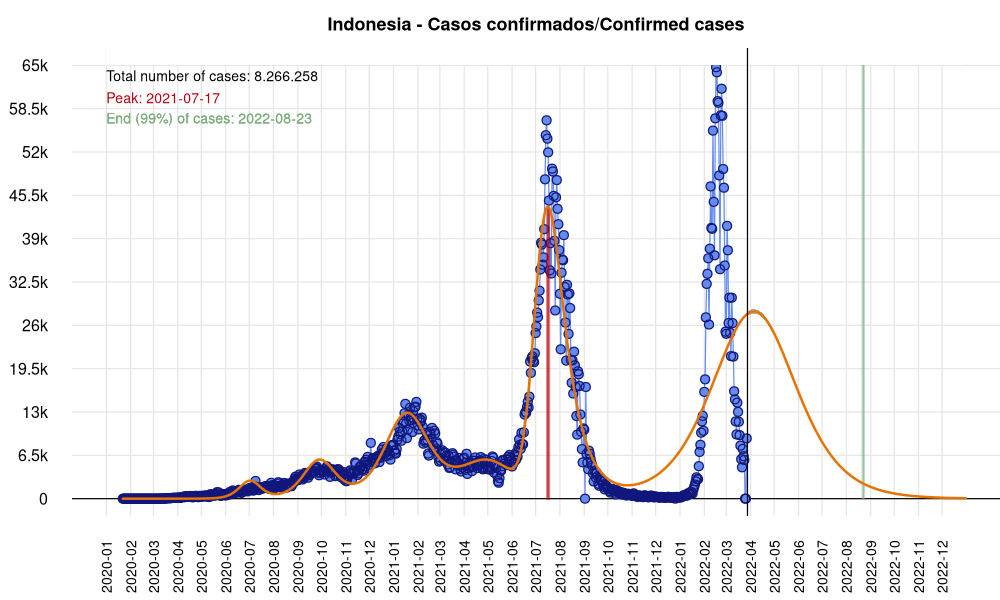 Indonesia - Casos confirmados/Confirmed cases
Total number of cases: 8.266.258
Peak: 2021-07-17
End (99%) of cases: 2022-08-23
65k
58.5k
52k
45.5k
39k
32.5k
26k
19.5k
13k
6.5k
0
2020-01
2020-02
2020-03
2020-04
2020-05
2020-06
2020-07
2020-08
2020-09
2020-10
2020-11
2020-12
2021-01
2021-02
2021-03
2021-04
2021-05
2021-06
2021-07
2021-08
2021-09
2021-10
2021-11
2021-12
2022-01
2022-02
2022-03
2022-04
2022-05
2022-06
2022-07
2022-08
2022-09
2022-10
2022-11
2022-12